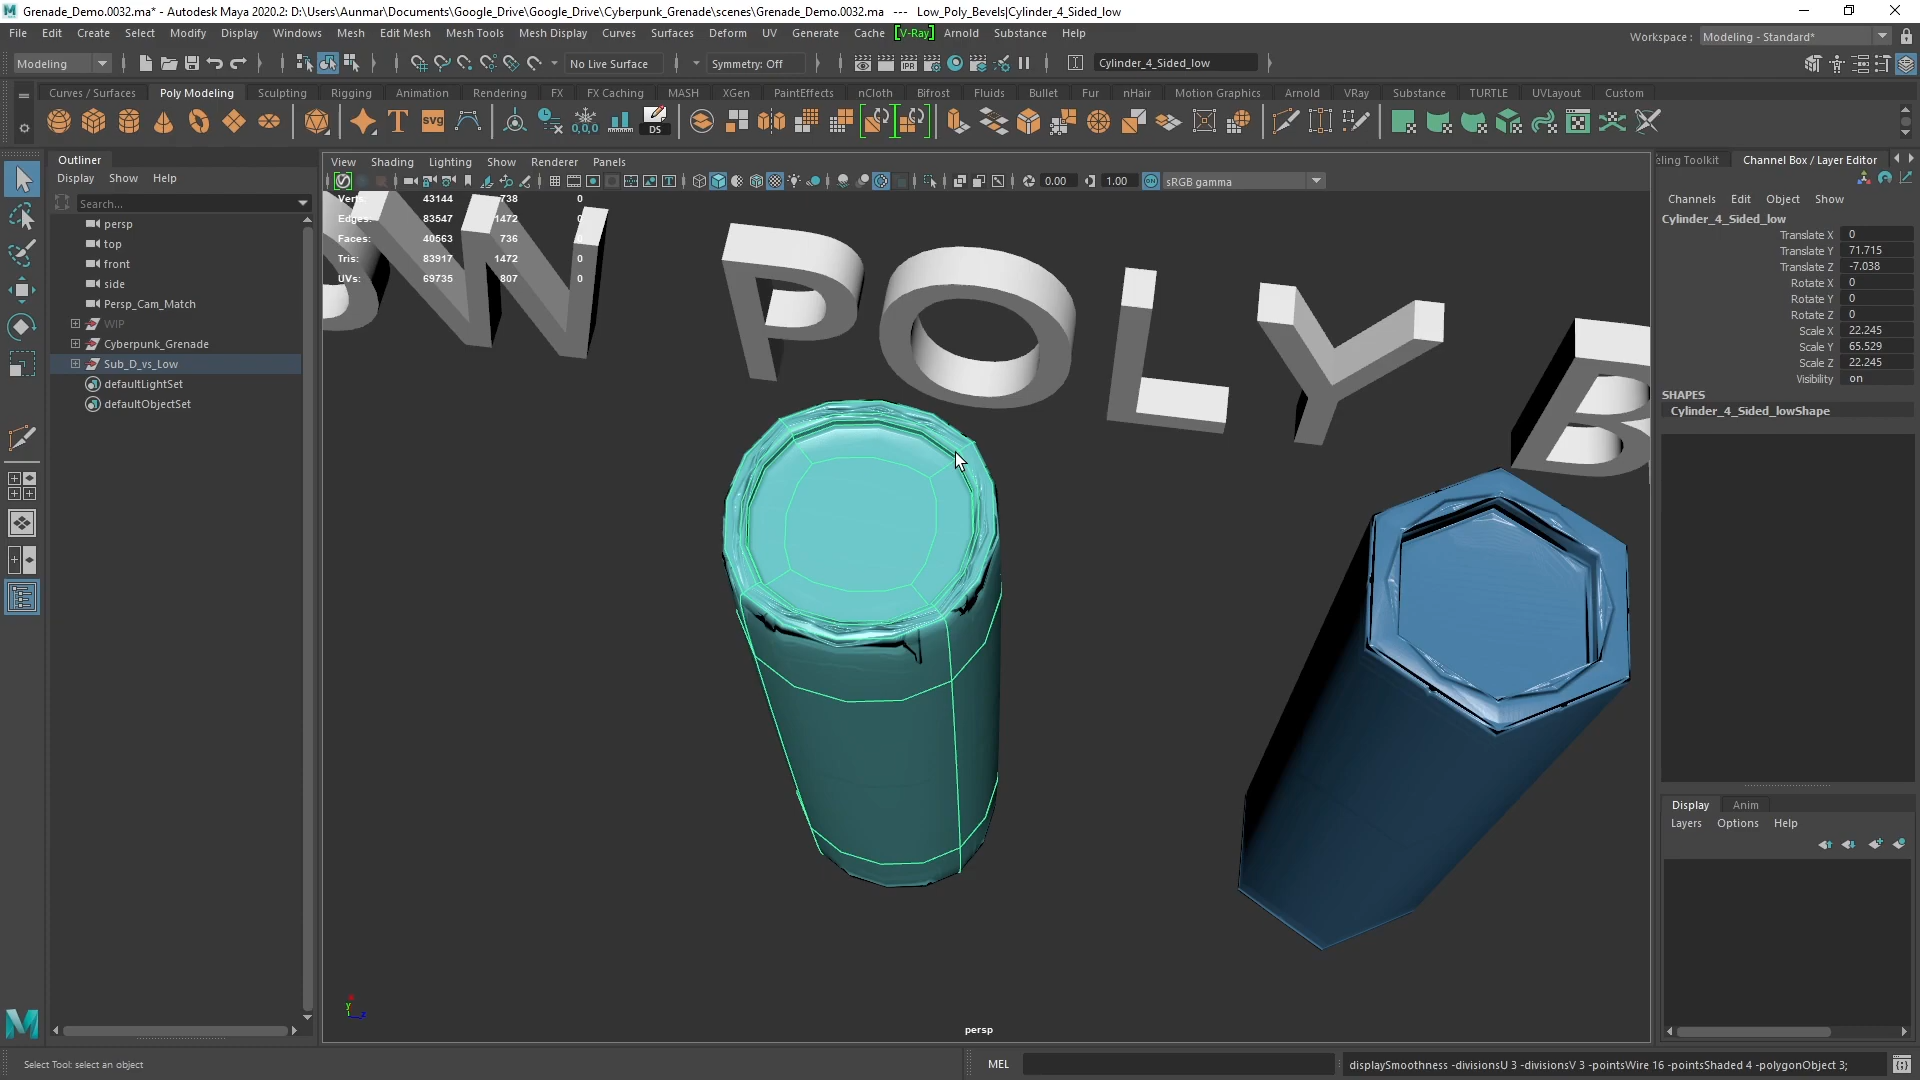 Grenade_Demo.0032.ma* - Autodesk Maya 2020.2: D:\Users\Aunmar\Documents\Google_Drive\Google_Drive\Cyberpunk_Grenade\scenes\Grenade_Demo.0032.ma --- Low_Poly_Bevels|Cylinder_4_Sided_low
File Edit Create Select Modify Display Windows Mesh Edit Mesh Mesh Tools Mesh Display Curves Surfaces Deform UV Generate Cache [V-Ray] Arnold Substance Help
Workspace : Modeling - Standard*
Modeling No Live Surface Symmetry: Off Cylinder_4_Sided_low
Curves / Surfaces Poly Modeling Sculpting Rigging Animation Rendering FX FX Caching MASH XGen PaintEffects nCloth Bifrost Fluids Bullet Fur nHair Motion Graphics Arnold VRay Substance TURTLE UVLayout Custom
T SVG 0,0,0 DS
Outliner
Display Show Help
Search...
persp
top
front
side
Persp_Cam_Match
WIP
Cyberpunk_Grenade
Sub_D_vs_Low
defaultLightSet
defaultObjectSet
View Shading Lighting Show Renderer Panels
0.00 1.00 ON sRGB gamma
Verts: 43144 738 0
Edges: 83547 1472 0
Faces: 40563 736 0
Tris: 83917 1472 0
UVs: 69735 807 0
OW POLY B
y z
persp
eling Toolkit Channel Box / Layer Editor
Channels Edit Object Show
Cylinder_4_Sided_low
Translate X 0
Translate Y 71.715
Translate Z -7.038
Rotate X 0
Rotate Y 0
Rotate Z 0
Scale X 22.245
Scale Y 65.529
Scale Z 22.245
Visibility on
SHAPES
Cylinder_4_Sided_lowShape
Display Anim
Layers Options Help
Select Tool: select an object
MEL
displaySmoothness -divisionsU 3 -divisionsV 3 -pointsWire 16 -pointsShaded 4 -polygonObject 3;